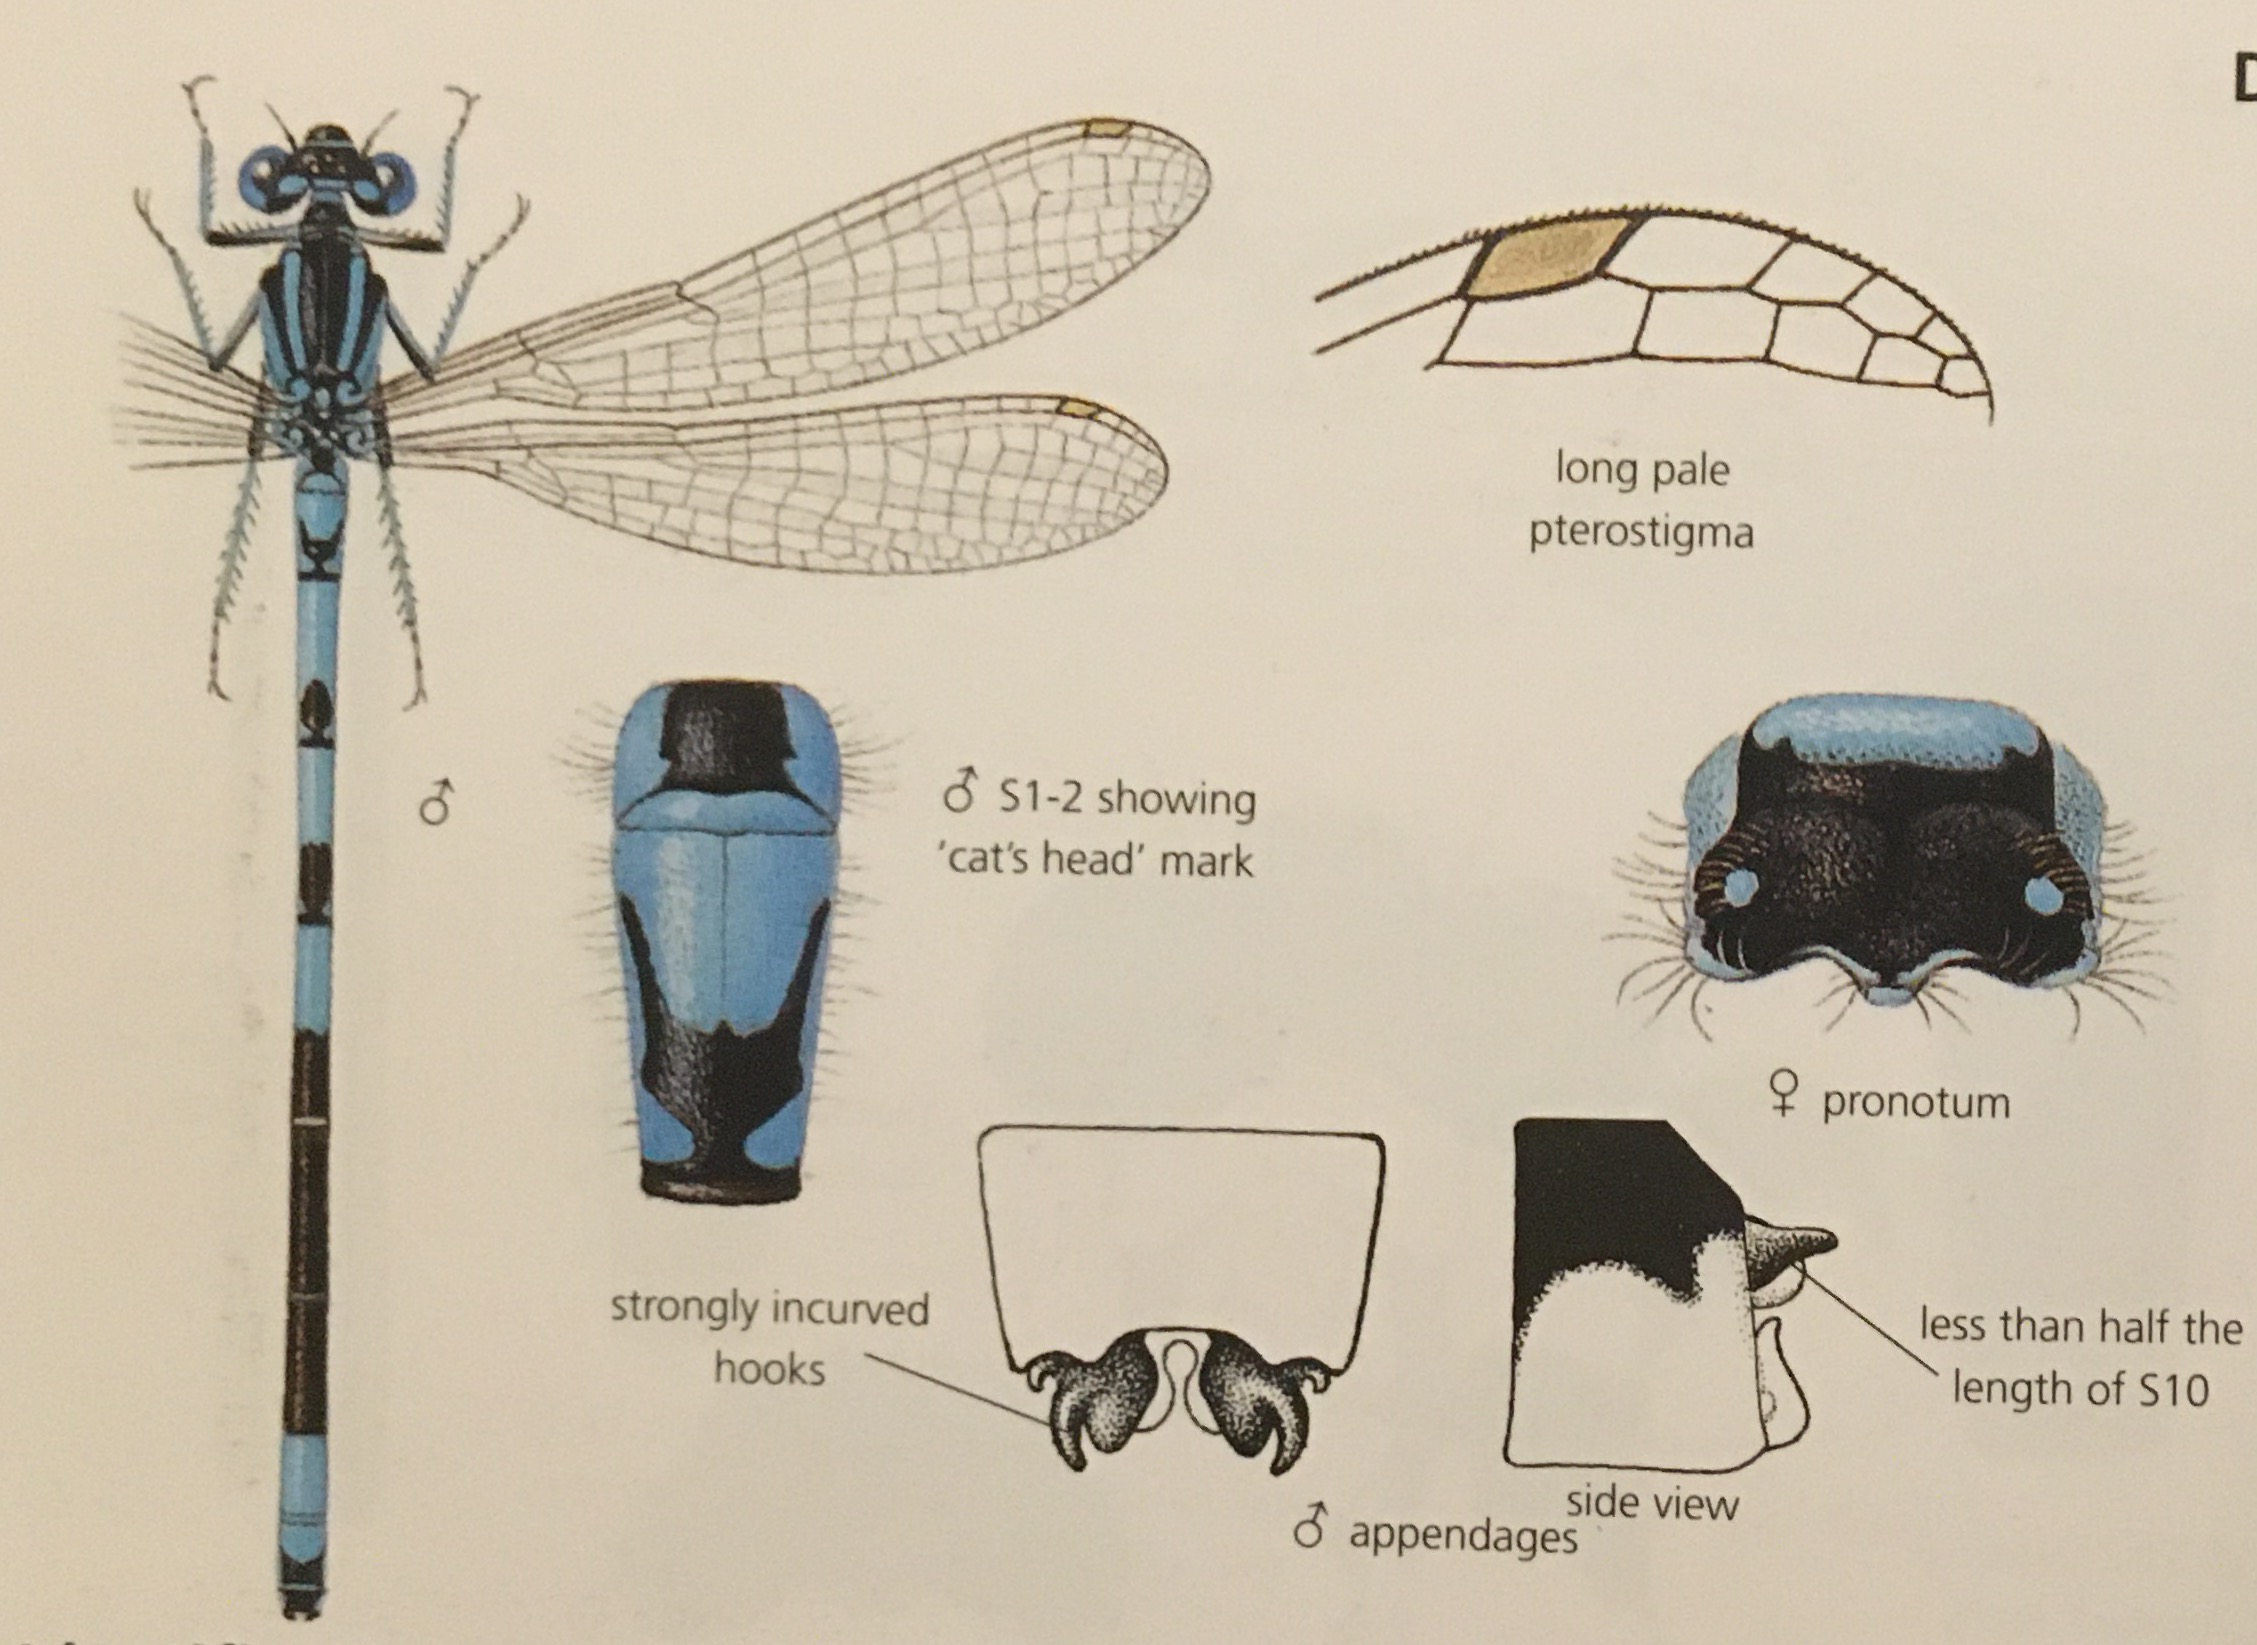 D
long pale
pterostigma
♂
♂ S1-2 showing
'cat's head' mark
♀ pronotum
strongly incurved
hooks
less than half the
length of S10
side view
♂ appendages